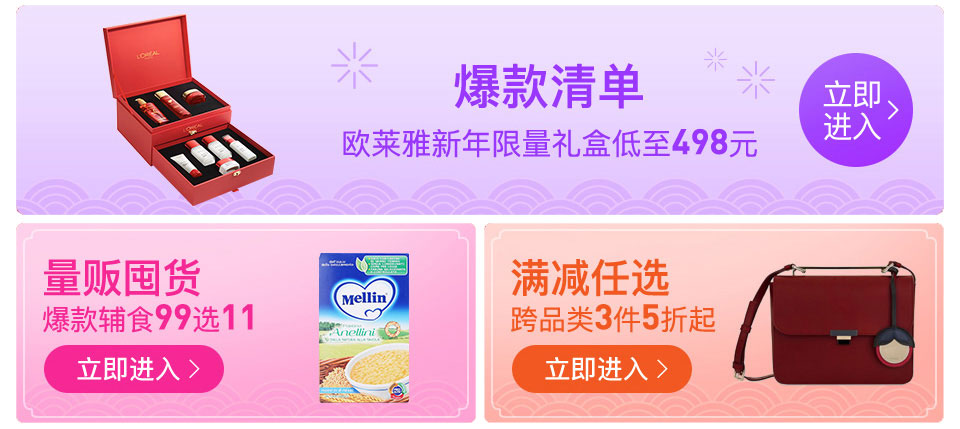 爆款清单
欧莱雅新年限量礼盒低至498元
立即
进入
L'OREAL
L'OREAL
量贩囤货
爆款辅食99选11
立即进入
Mellin
Anellini
满减任选
跨品类3件5折起
立即进入